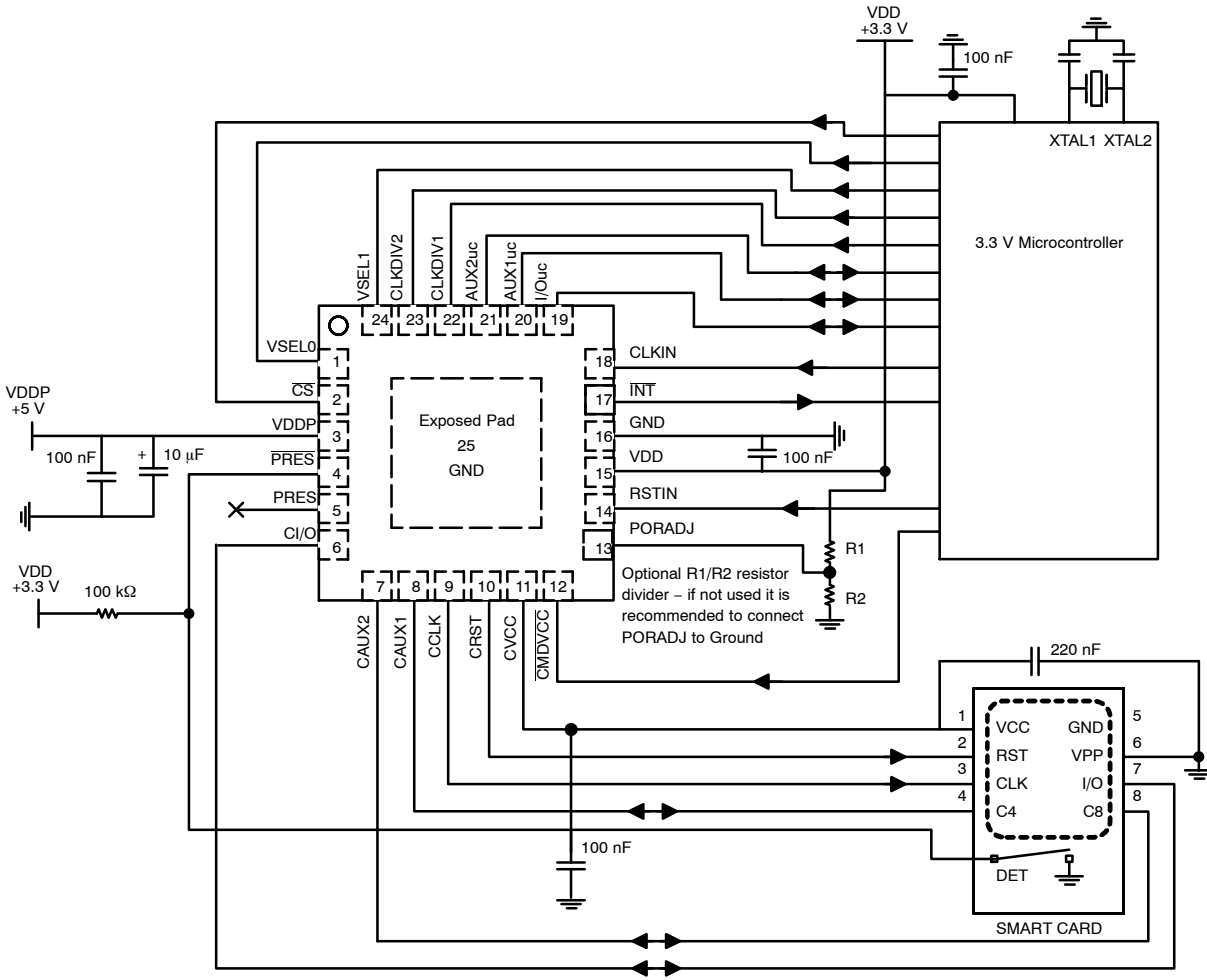 VDD
+3.3 V
100 nF
XTAL1 XTAL2
3.3 V Microcontroller
VSEL1
CLKDIV2
CLKDIV1
AUX2uc
AUX1uc
I/Ouc
24
23
22
21
20
19
VSEL0
1
CS
2
VDDP
3
PRES
4
PRES
5
CI/O
6
VDDP
+5 V
100 nF
+ 10 µF
VDD
+3.3 V
100 kΩ
Exposed Pad
25
GND
18
CLKIN
17
INT
16
GND
15
VDD
100 nF
14
RSTIN
13
PORADJ
R1
R2
Optional R1/R2 resistor
divider – if not used it is
recommended to connect
PORADJ to Ground
7
8
9
10
11
12
CAUX2
CAUX1
CCLK
CRST
CVCC
CMDVCC
220 nF
1
VCC
GND
5
2
RST
VPP
6
3
CLK
I/O
7
4
C4
C8
8
DET
100 nF
SMART CARD